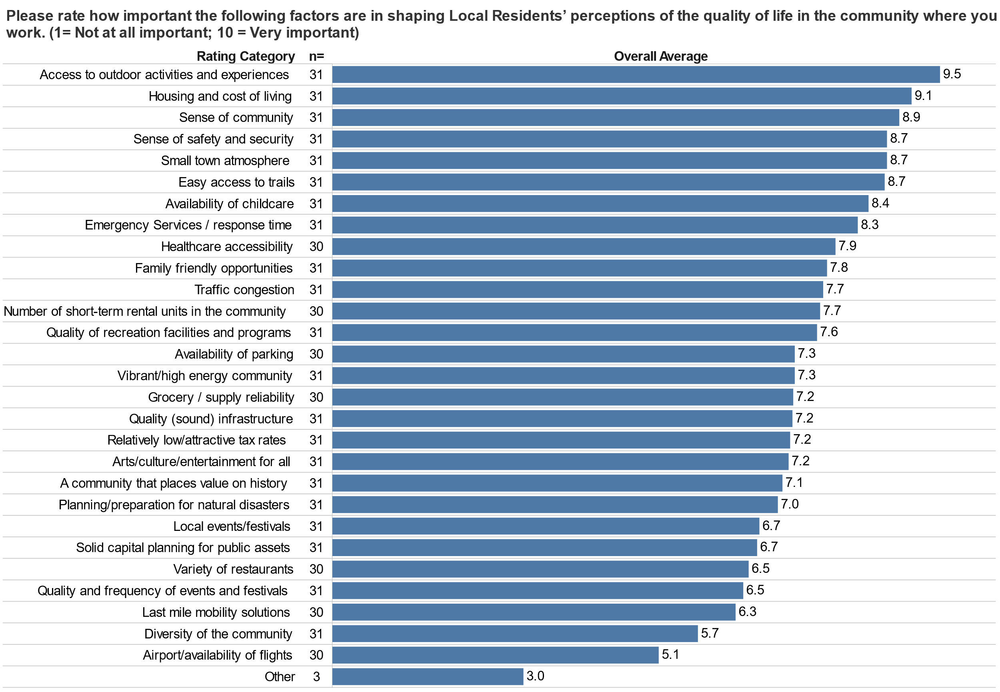 Please rate how important the following factors are in shaping Local Residents’ perceptions of the quality of life in the community where you
work. (1= Not at all important; 10 = Very important)
Rating Category n= Overall Average
Access to outdoor activities and experiences 31 9.5
Housing and cost of living 31 9.1
Sense of community 31 8.9
Sense of safety and security 31 8.7
Small town atmosphere 31 8.7
Easy access to trails 31 8.7
Availability of childcare 31 8.4
Emergency Services / response time 31 8.3
Healthcare accessibility 30 7.9
Family friendly opportunities 31 7.8
Traffic congestion 31 7.7
Number of short-term rental units in the community 30 7.7
Quality of recreation facilities and programs 31 7.6
Availability of parking 30 7.3
Vibrant/high energy community 31 7.3
Grocery / supply reliability 30 7.2
Quality (sound) infrastructure 31 7.2
Relatively low/attractive tax rates 31 7.2
Arts/culture/entertainment for all 31 7.2
A community that places value on history 31 7.1
Planning/preparation for natural disasters 31 7.0
Local events/festivals 31 6.7
Solid capital planning for public assets 31 6.7
Variety of restaurants 30 6.5
Quality and frequency of events and festivals 31 6.5
Last mile mobility solutions 30 6.3
Diversity of the community 31 5.7
Airport/availability of flights 30 5.1
Other 3 3.0